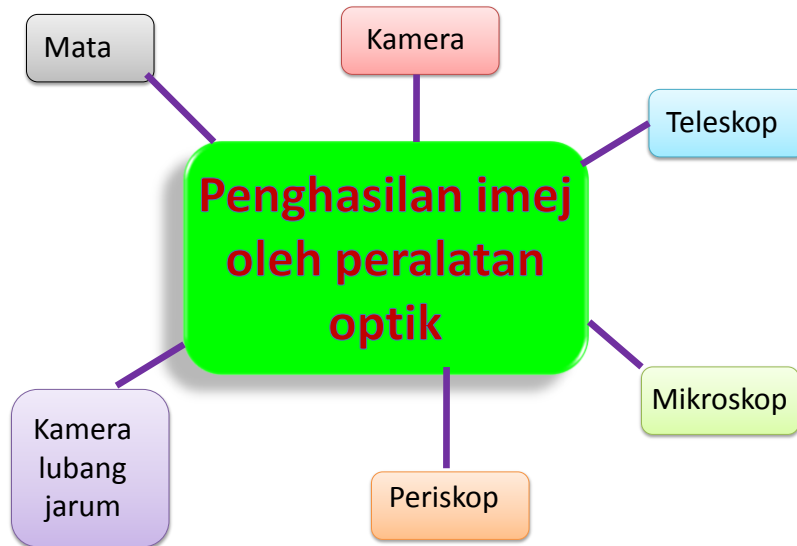 Mata
Kamera
Teleskop
Penghasilan imej
oleh peralatan
optik
Mikroskop
Kamera
lubang
jarum
Periskop